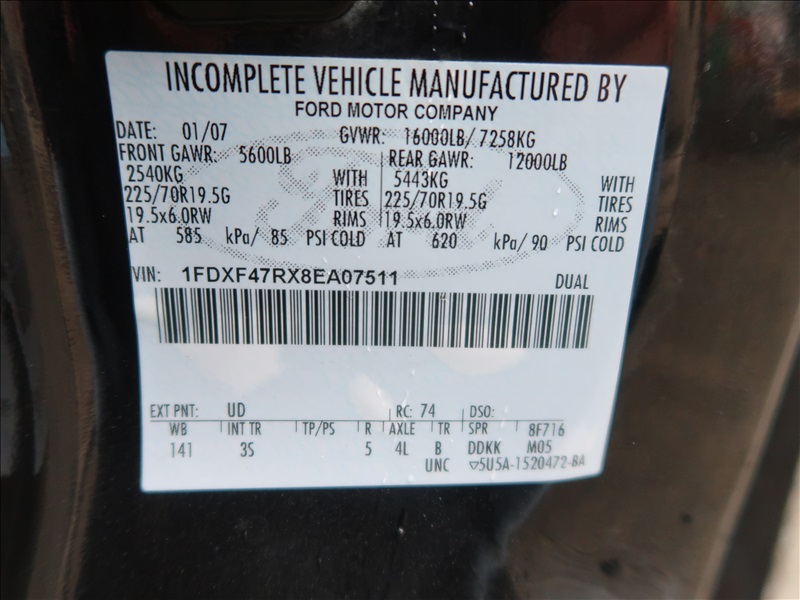 INCOMPLETE VEHICLE MANUFACTURED BY
FORD MOTOR COMPANY
DATE: 01/07 GVWR: 16000LB/ 7258KG
FRONT GAWR: 5600LB REAR GAWR: 12000LB
2540KG WITH 5443KG WITH
225/70R19.5G TIRES 225/70R19.5G TIRES
19.5x6.0RW RIMS 19.5x6.0RW RIMS
AT 585 kPa/ 85 PSI COLD AT 620 kPa/ 90 PSI COLD
VIN: 1FDXF47RX8EA07511 DUAL
EXT PNT: UD RC: 74 DSO:
WB INT TR TP/PS R AXLE TR SPR 8F716
141 3S 5 4L B DDKK M05
UNC ▽5U5A-1520472-BA